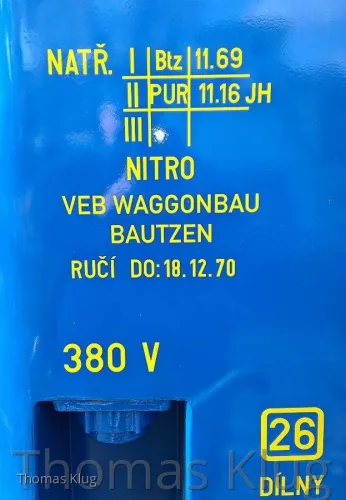 NATŘ. I Btz 11.69
II PUR 11.16 JH
III
NITRO
VEB WAGGONBAU
BAUTZEN
RUČÍ DO: 18.12.70
380 V
26
DÍLNY
Thomas Klug
Thomas Klug